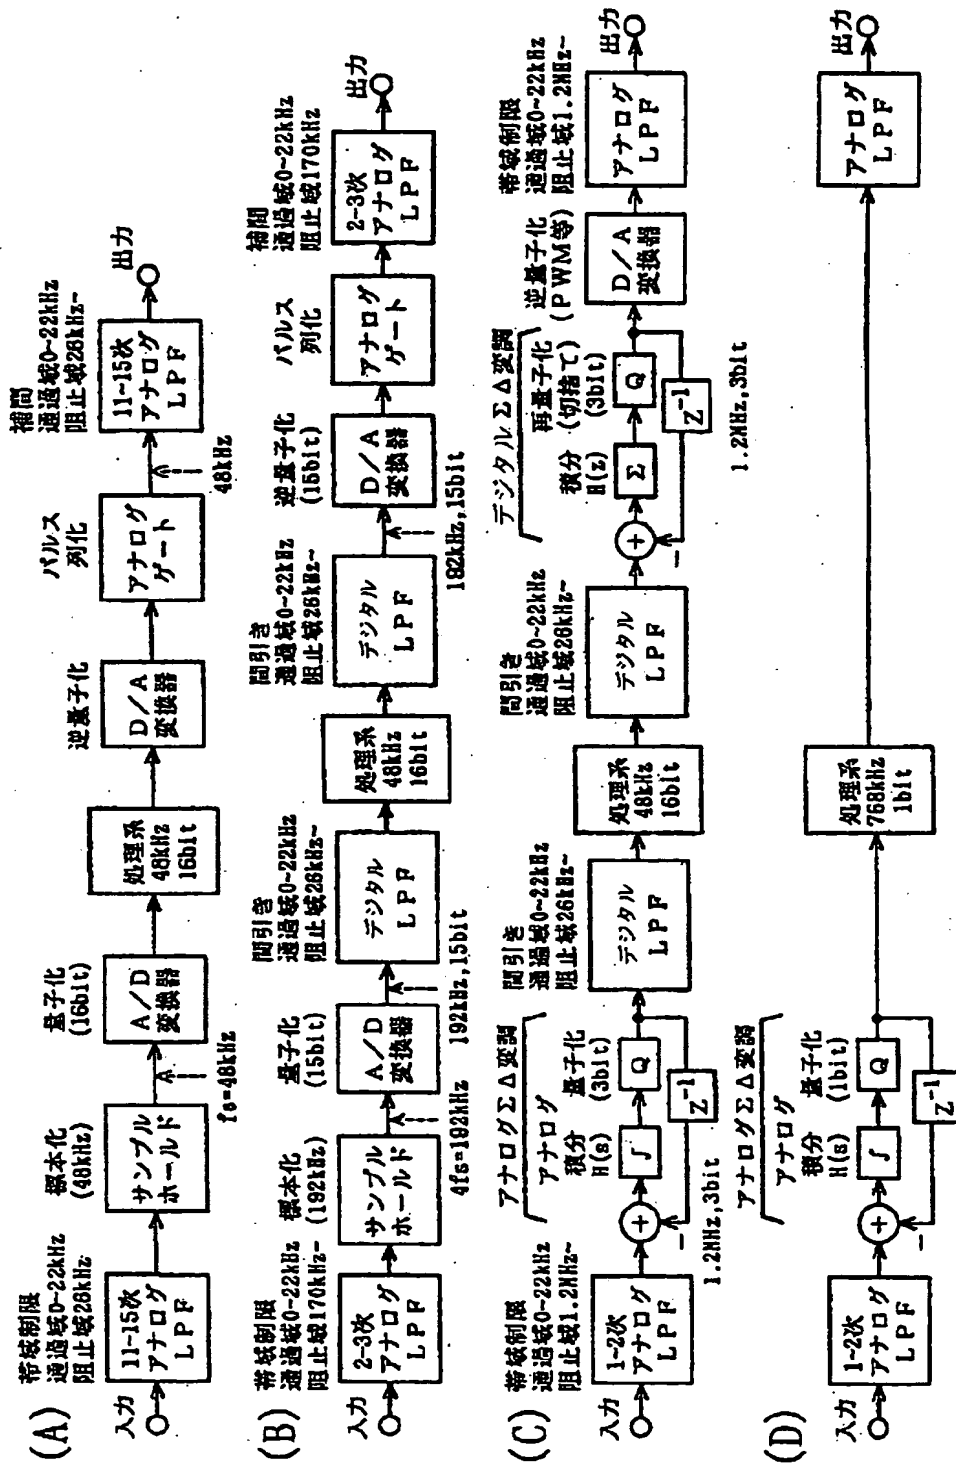 (A)
入力
帯域制限
通過域0~22kHz
阻止域26kHz~
11-15次
アナログ
LPF
標本化
(48kHz)
サンプル
ホールド
fs=48kHz
量子化
(16bit)
A/D
変換器
処理系
48kHz
16bit
逆量子化
D/A
変換器
パルス
列化
アナログ
ゲート
48kHz
補間
通過域0~22kHz
阻止域26kHz~
11-15次
アナログ
LPF
出力
(B)
入力
帯域制限
通過域0~22kHz
阻止域170kHz~
2-3次
アナログ
LPF
標本化
(192kHz)
サンプル
ホールド
4fs=192kHz
量子化
(15bit)
A/D
変換器
192kHz,15bit
間引き
通過域0~22kHz
阻止域26kHz~
デジタル
LPF
処理系
48kHz
16bit
間引き
通過域0~22kHz
阻止域26kHz~
デジタル
LPF
192kHz,15bit
逆量子化
(15bit)
D/A
変換器
パルス
列化
アナログ
ゲート
補間
通過域0~22kHz
阻止域170kHz
2-3次
アナログ
LPF
出力
(C)
入力
帯域制限
通過域0~22kHz
阻止域1.2MHz~
1-2次
アナログ
LPF
アナログΣΔ変調
アナログ
積分
H(s)
量子化
(3bit)
+
−
∫
Q
Z⁻¹
1.2MHz,3bit
間引き
通過域0~22kHz
阻止域26kHz~
デジタル
LPF
処理系
48kHz
16bit
間引き
通過域0~22kHz
阻止域26kHz~
デジタル
LPF
デジタルΣΔ変調
積分
H(z)
再量子化
(切捨て)
(3bit)
+
−
Σ
Q
Z⁻¹
1.2MHz,3bit
逆量子化
(PWM等)
D/A
変換器
帯域制限
通過域0~22kHz
阻止域1.2MHz~
アナログ
LPF
出力
(D)
入力
1-2次
アナログ
LPF
アナログΣΔ変調
アナログ
積分
H(s)
量子化
(1bit)
+
−
∫
Q
Z⁻¹
処理系
768kHz
1bit
アナログ
LPF
出力